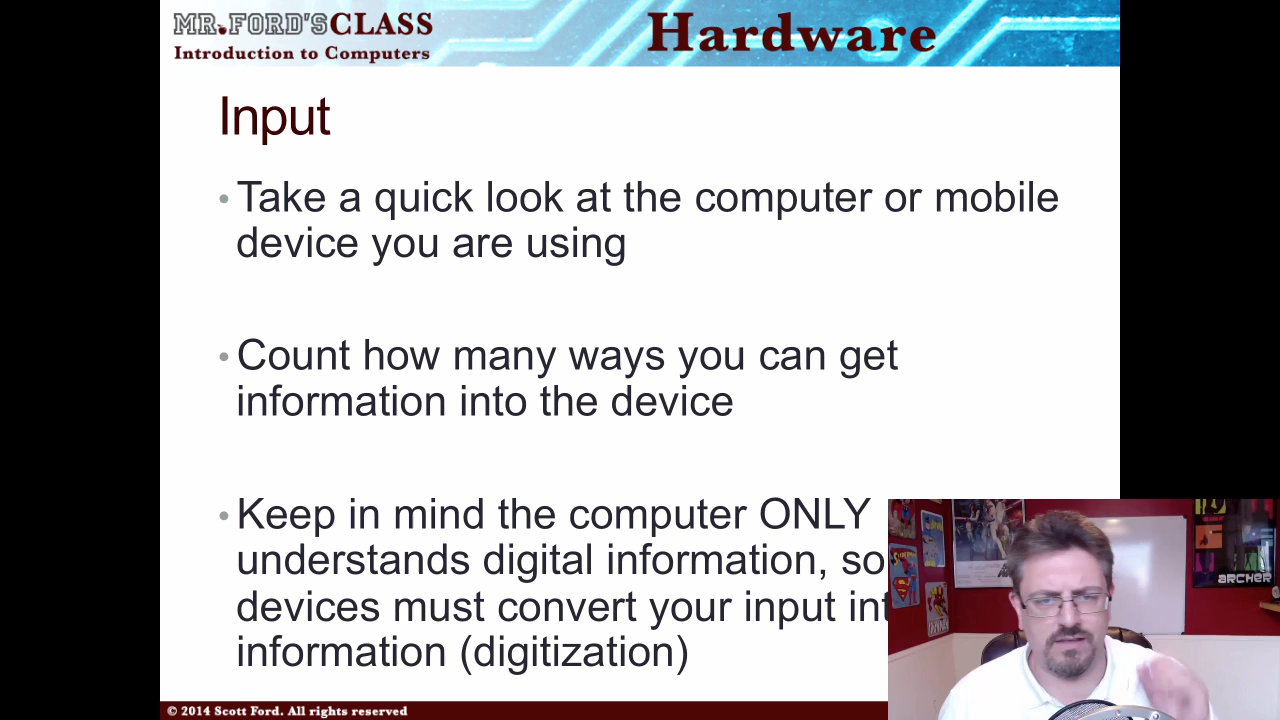 MR.FORD'S CLASS
Hardware
Introduction to Computers
Input
• Take a quick look at the computer or mobile
device you are using
• Count how many ways you can get
information into the device
• Keep in mind the computer ONLY
understands digital information, so
devices must convert your input
information (digitization)
ARCHER
© 2014 Scott Ford. All rights reserved